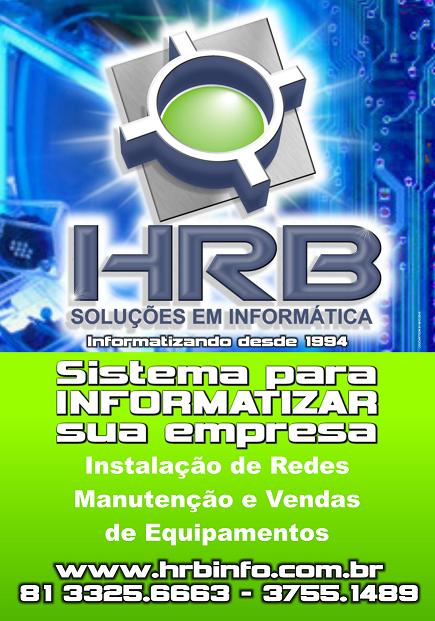 HRB
SOLUÇÕES EM INFORMÁTICA
Informatizando desde 1994
Sistema para
INFORMATIZAR
sua empresa
Instalação de Redes
Manutenção e Vendas
de Equipamentos
www.hrbinfo.com.br
81 3325.6663 - 3755.1489